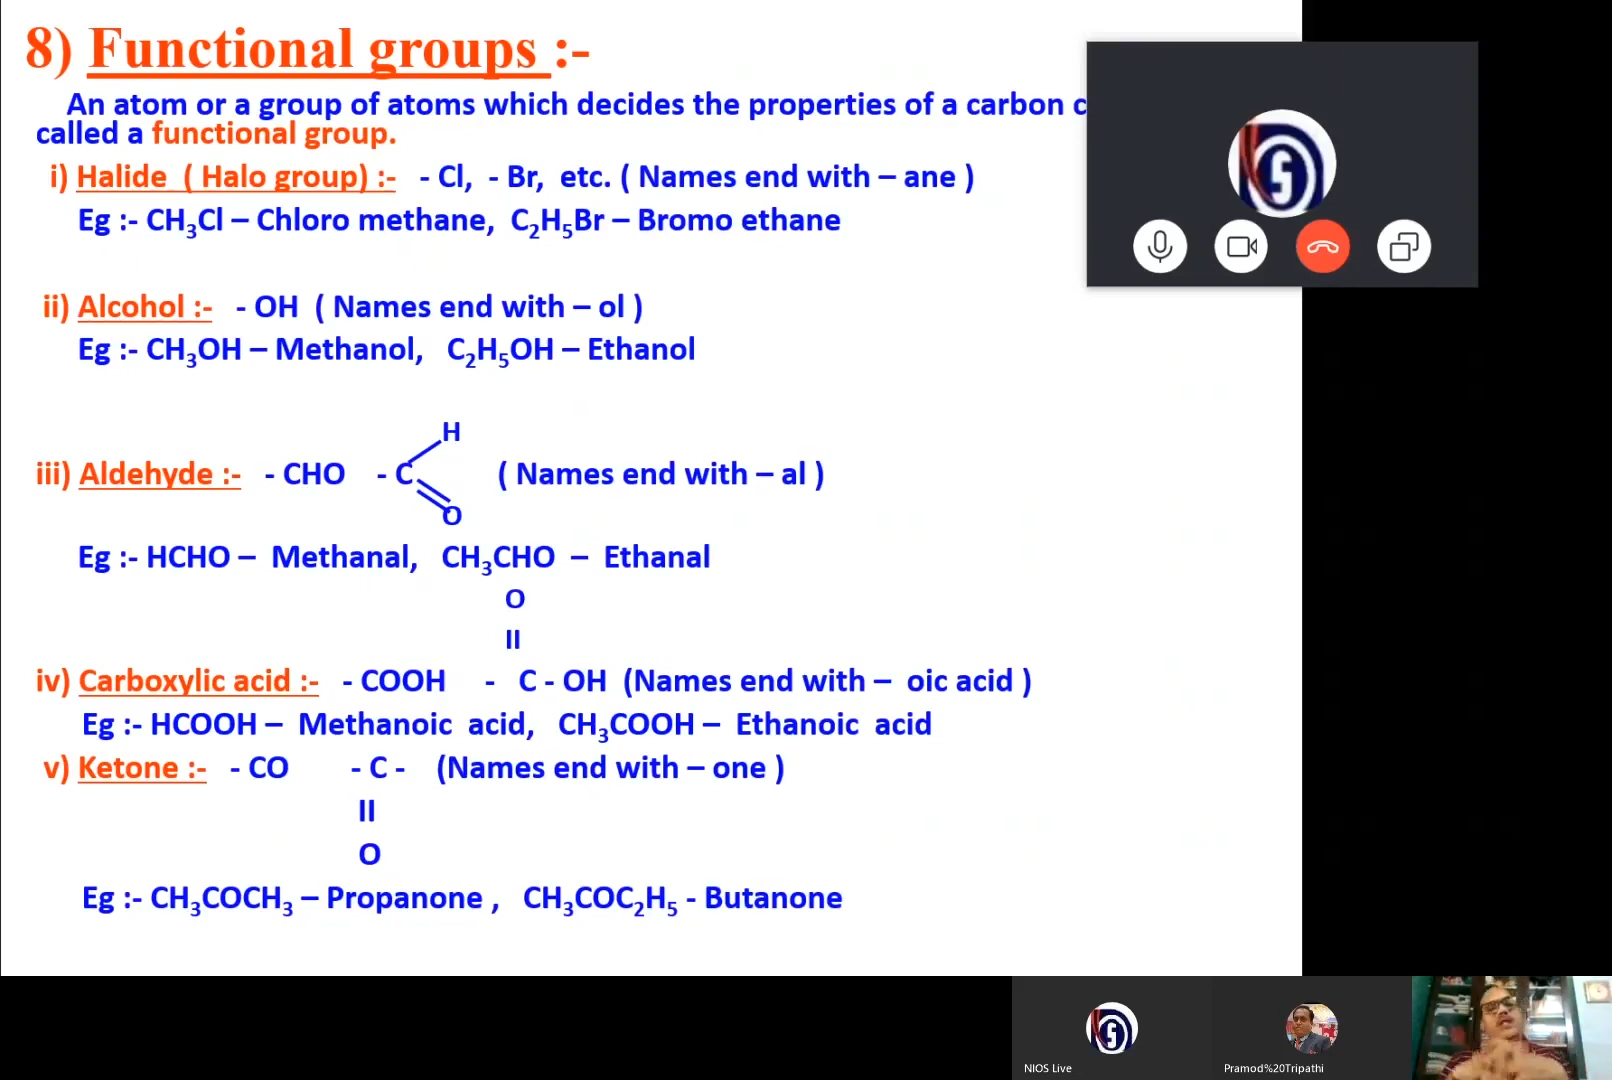 8) Functional groups :-
An atom or a group of atoms which decides the properties of a carbon c
called a functional group.
i) Halide ( Halo group) :- - Cl, - Br, etc. ( Names end with – ane )
Eg :- CH₃Cl – Chloro methane, C₂H₅Br – Bromo ethane
ii) Alcohol :- - OH ( Names end with – ol )
Eg :- CH₃OH – Methanol, C₂H₅OH – Ethanol
H
iii) Aldehyde :- - CHO - C ( Names end with – al )
O
Eg :- HCHO – Methanal, CH₃CHO – Ethanal
O
II
iv) Carboxylic acid :- - COOH - C - OH (Names end with – oic acid )
Eg :- HCOOH – Methanoic acid, CH₃COOH – Ethanoic acid
v) Ketone :- - CO - C - (Names end with – one )
II
O
Eg :- CH₃COCH₃ – Propanone , CH₃COC₂H₅ - Butanone
NIOS Live
Pramod%20Tripathi